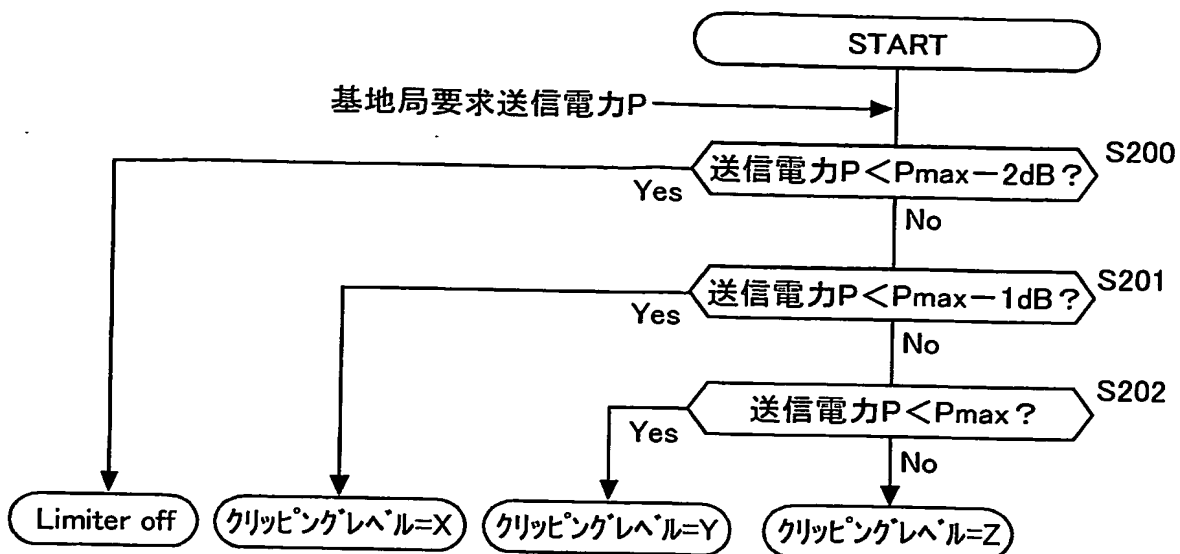 START
基地局要求送信電力P
送信電力P<Pmax－2dB？
S200
Yes
No
送信電力P<Pmax－1dB？
S201
Yes
No
送信電力P<Pmax？
S202
Yes
No
Limiter off
クリッピングレベル=X
クリッピングレベル=Y
クリッピングレベル=Z